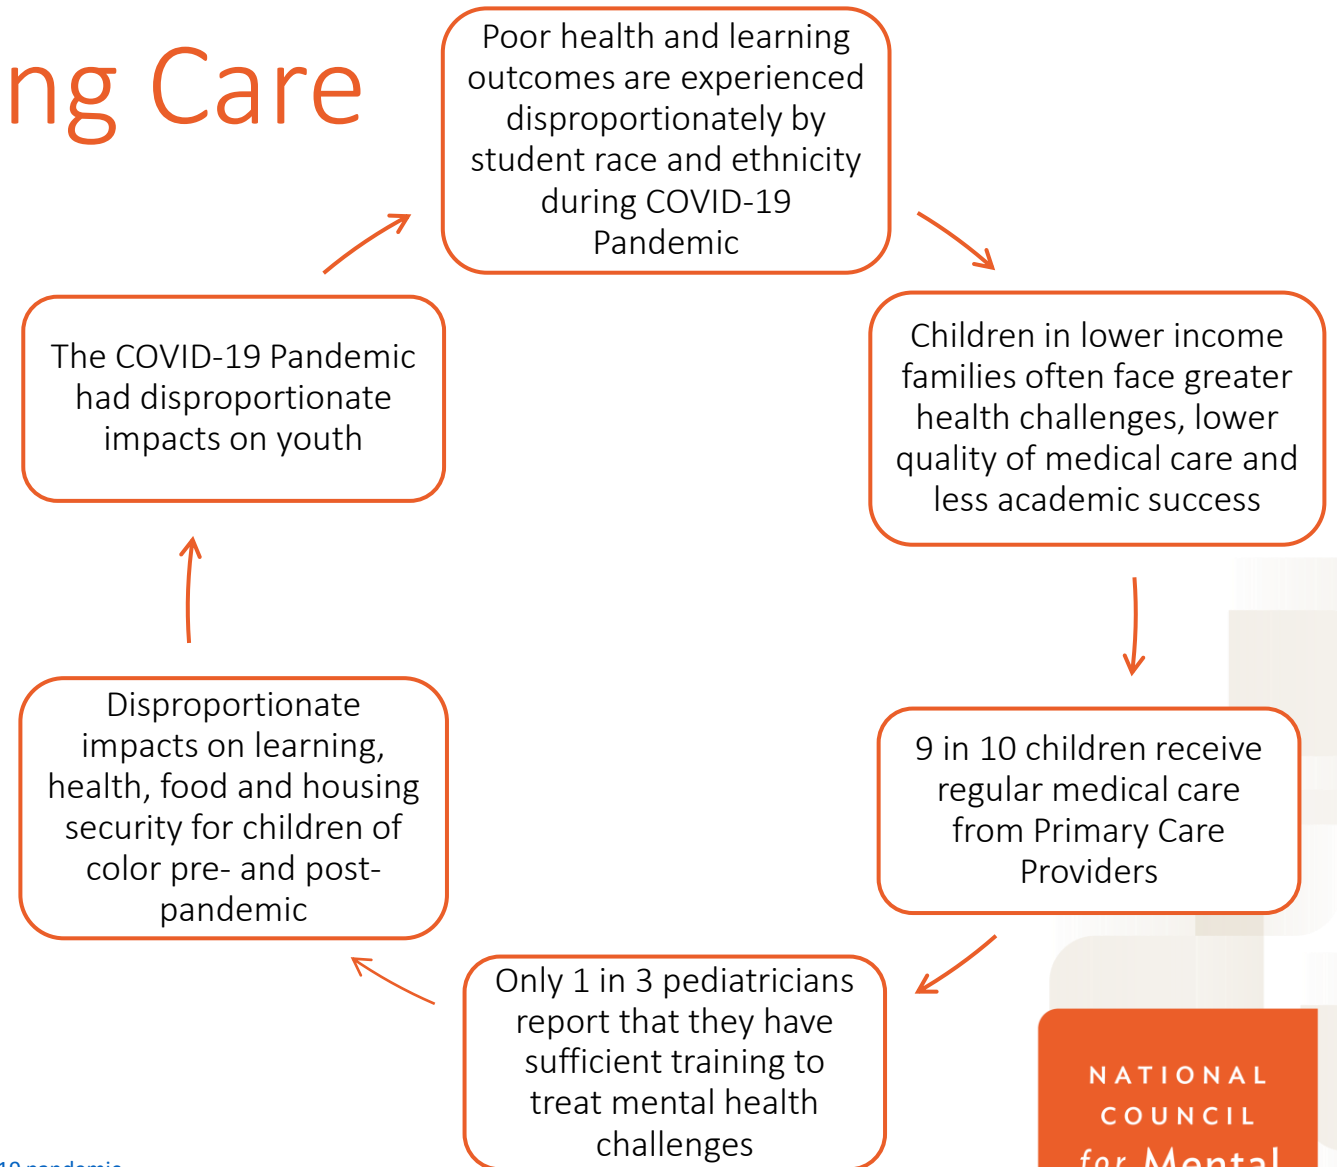 ng Care
Poor health and learning
outcomes are experienced
disproportionately by
student race and ethnicity
during COVID-19
Pandemic
Children in lower income
families often face greater
health challenges, lower
quality of medical care and
less academic success
9 in 10 children receive
regular medical care
from Primary Care
Providers
Only 1 in 3 pediatricians
report that they have
sufficient training to
treat mental health
challenges
Disproportionate
impacts on learning,
health, food and housing
security for children of
color pre- and post-
pandemic
The COVID-19 Pandemic
had disproportionate
impacts on youth
NATIONAL
COUNCIL
for Mental
19 pandemic